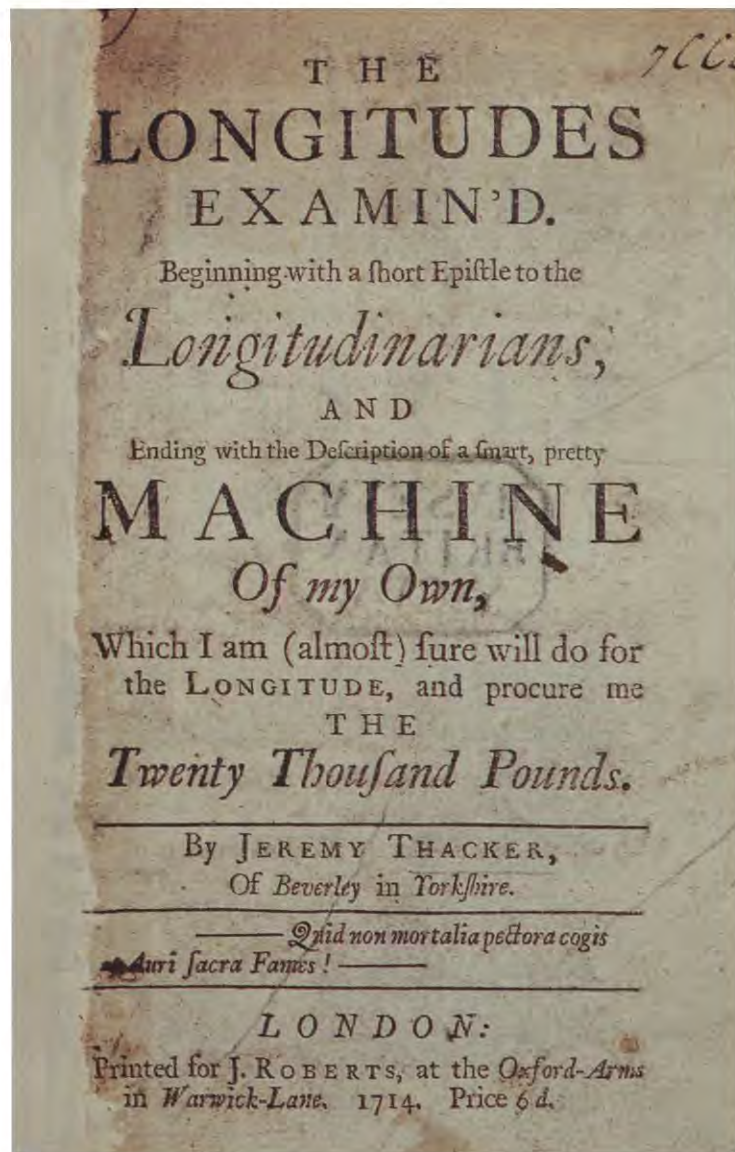 THE
LONGITUDES
EXAMIN'D.
Beginning with a ſhort Epiſtle to the
Longitudinarians,
AND
Ending with the Deſcription of a ſmart, pretty
MACHINE
Of my Own,
Which I am (almoſt) ſure will do for
the LONGITUDE, and procure me
THE
Twenty Thouſand Pounds.
By JEREMY THACKER,
Of Beverley in Yorkſhire.
——— Quid non mortalia pectora cogis
Auri ſacra Fames! ———
LONDON:
Printed for J. ROBERTS, at the Oxford-Arms
in Warwick-Lane. 1714. Price 6 d.